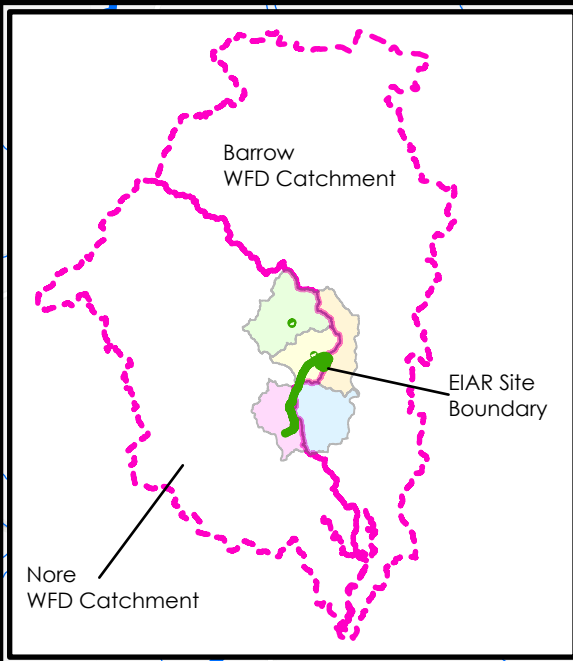 Barrow
WFD Catchment
EIAR Site
Boundary
Nore
WFD Catchment